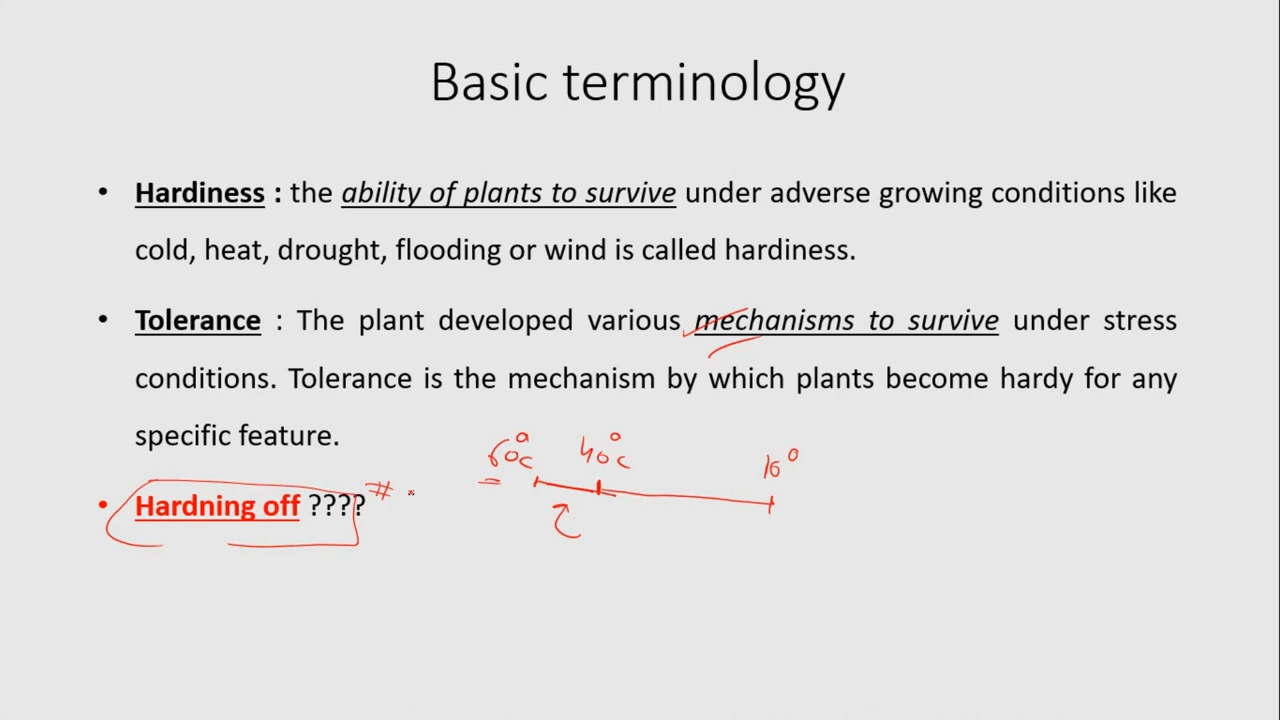 Basic terminology
• Hardiness : the ability of plants to survive under adverse growing conditions like
cold, heat, drought, flooding or wind is called hardiness.
• Tolerance : The plant developed various mechanisms to survive under stress
conditions. Tolerance is the mechanism by which plants become hardy for any
specific feature.
60°c 40°c 10°
• Hardning off ???? #